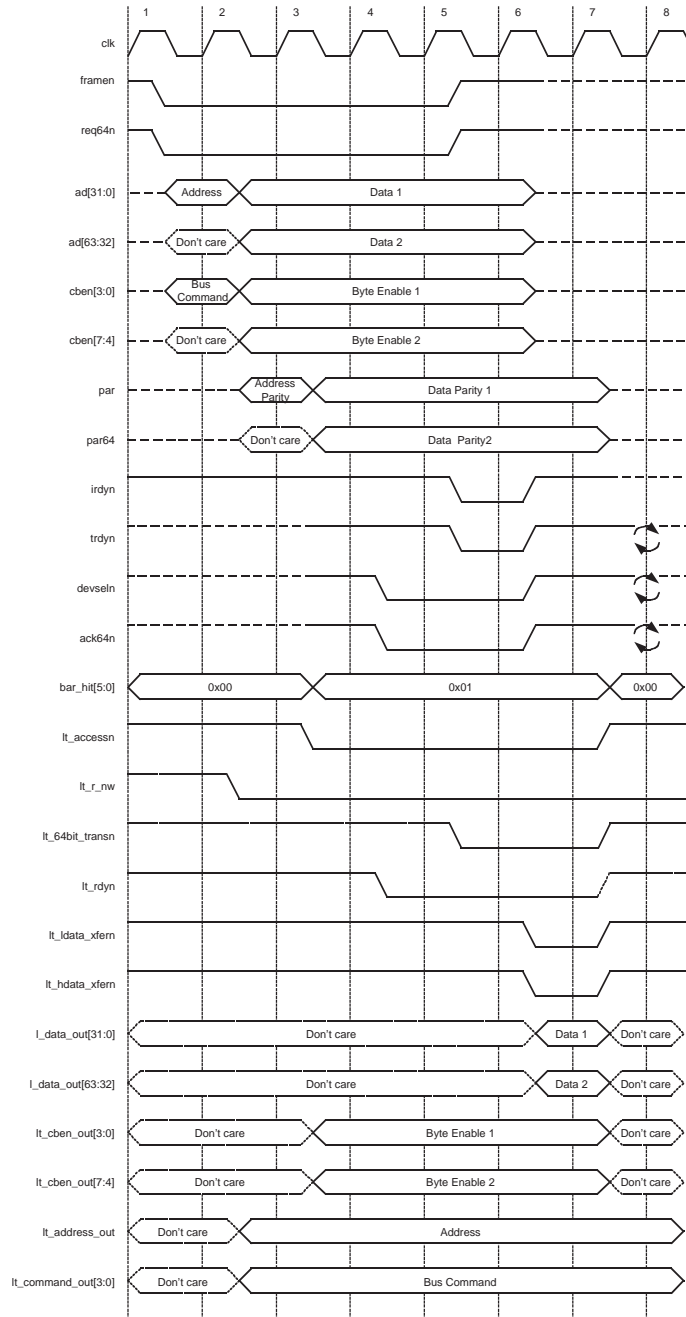 1 2 3 4 5 6 7 8
clk
framen
req64n
ad[31:0] Address Data 1
ad[63:32] Don't care Data 2
cben[3:0] Bus Command Byte Enable 1
cben[7:4] Don't care Byte Enable 2
par Address Parity Data Parity 1
par64 Don't care Data Parity2
irdyn
trdyn
devseln
ack64n
bar_hit[5:0] 0x00 0x01 0x00
lt_accessn
lt_r_nw
lt_64bit_transn
lt_rdyn
lt_ldata_xfern
lt_hdata_xfern
l_data_out[31:0] Don't care Data 1 Don't care
l_data_out[63:32] Don't care Data 2 Don't care
lt_cben_out[3:0] Don't care Byte Enable 1 Don't care
lt_cben_out[7:4] Don't care Byte Enable 2 Don't care
lt_address_out Don't care Address
lt_command_out[3:0] Don't care Bus Command